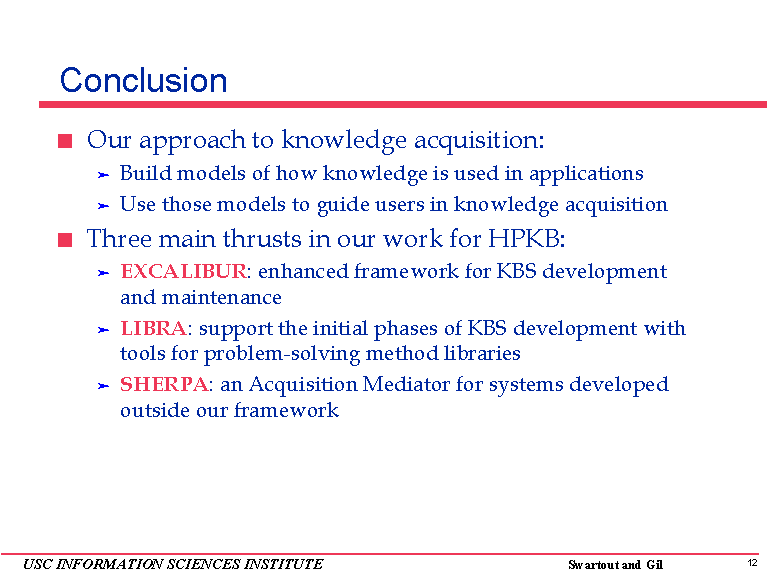 Conclusion
Our approach to knowledge acquisition:
Build models of how knowledge is used in applications
Use those models to guide users in knowledge acquisition
Three main thrusts in our work for HPKB:
EXCALIBUR: enhanced framework for KBS development
and maintenance
LIBRA: support the initial phases of KBS development with
tools for problem-solving method libraries
SHERPA: an Acquisition Mediator for systems developed
outside our framework
USC INFORMATION SCIENCES INSTITUTE
Swartout and Gil
12